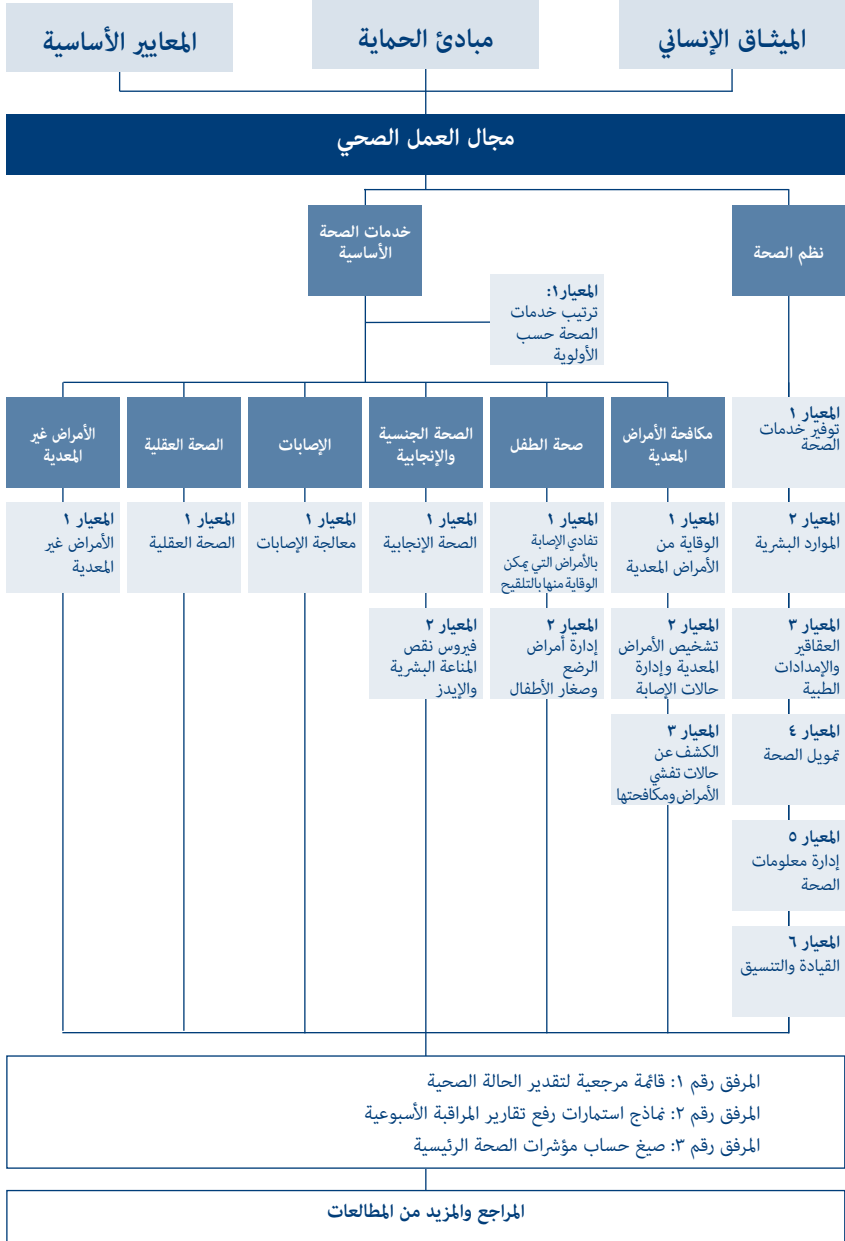 الميثاق الإنساني
مبادئ الحماية
المعايير الأساسية
مجال العمل الصحي
نظم الصحة
خدمات الصحة
الأساسية
المعيار١:
ترتيب خدمات
الصحة حسب
الأولوية
المعيار ١
توفير خدمات
الصحة
المعيار ٢
الموارد البشرية
المعيار ٣
العقاقير
والإمدادات
الطبية
المعيار ٤
تمويل الصحة
المعيار ٥
إدارة معلومات
الصحة
المعيار ٦
القيادة والتنسيق
مكافحة الأمراض
المعدية
المعيار ١
الوقاية من
الأمراض المعدية
المعيار ٢
تشخيص الأمراض
المعدية وإدارة
حالات الإصابة
المعيار ٣
الكشف عن
حالات تفشي
الأمراض ومكافحتها
صحة الطفل
المعيار ١
تفادي الإصابة
بالأمراض التي يمكن
الوقاية منها بالتلقيح
المعيار ٢
إدارة أمراض
الرضع
وصغار الأطفال
الصحة الجنسية
والإنجابية
المعيار ١
الصحة الإنجابية
المعيار ٢
فيروس نقص
المناعة البشرية
والإيدز
الإصابات
المعيار ١
معالجة الإصابات
الصحة العقلية
المعيار ١
الصحة العقلية
الأمراض غير
المعدية
المعيار ١
الأمراض غير
المعدية
المرفق رقم ١: قائمة مرجعية لتقدير الحالة الصحية
المرفق رقم ٢: نماذج استمارات رفع تقارير المراقبة الأسبوعية
المرفق رقم ٣: صيغ حساب مؤشرات الصحة الرئيسية
المراجع والمزيد من المطالعات